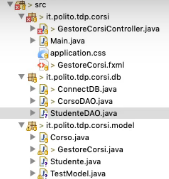 src
it.polito.tdp.corsi
GestoreCorsiController.java
Main.java
application.css
GestoreCorsi.fxml
it.polito.tdp.corsi.db
ConnectDB.java
CorsoDAO.java
StudenteDAO.java
it.polito.tdp.corsi.model
Corso.java
GestoreCorsi.java
Studente.java
TestModel.java